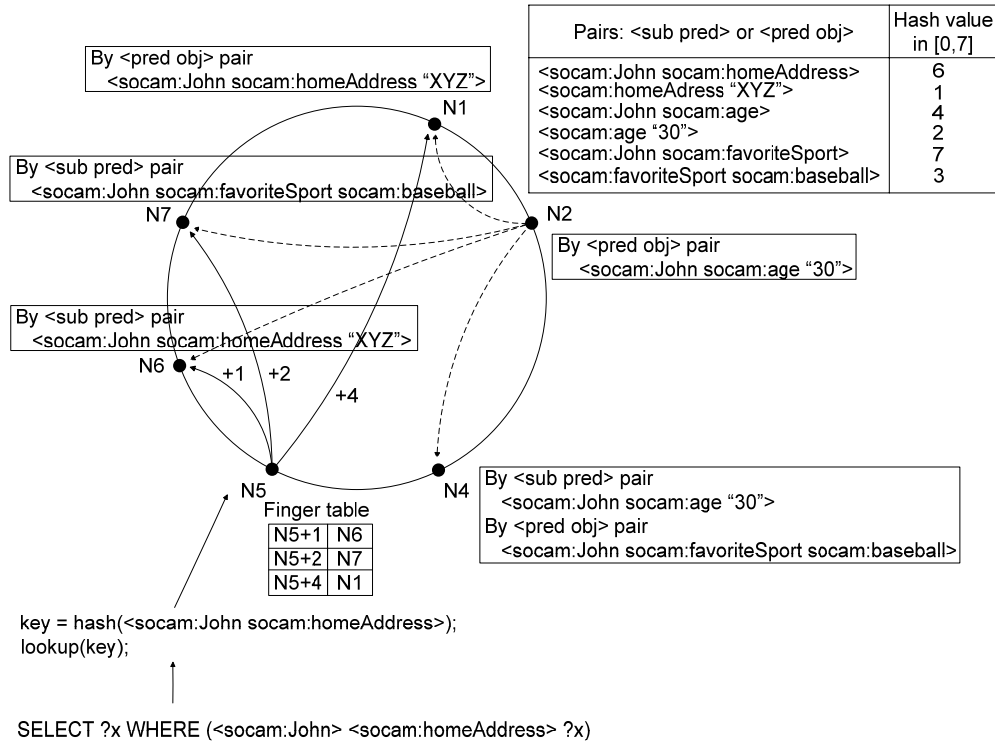 Pairs: <sub pred> or <pred obj>
Hash value
in [0,7]
<socam:John socam:homeAddress> 6
<socam:homeAdress “XYZ”> 1
<socam:John socam:age> 4
<socam:age “30”> 2
<socam:John socam:favoriteSport> 7
<socam:favoriteSport socam:baseball> 3
By <pred obj> pair
<socam:John socam:homeAddress “XYZ”>
N1
By <sub pred> pair
<socam:John socam:favoriteSport socam:baseball>
N7
N2
By <pred obj> pair
<socam:John socam:age “30”>
By <sub pred> pair
<socam:John socam:homeAddress “XYZ”>
N6
+1
+2
+4
N5
N4
By <sub pred> pair
<socam:John socam:age “30”>
By <pred obj> pair
<socam:John socam:favoriteSport socam:baseball>
Finger table
N5+1 N6
N5+2 N7
N5+4 N1
key = hash(<socam:John socam:homeAddress>);
lookup(key);
SELECT ?x WHERE (<socam:John> <socam:homeAddress> ?x)